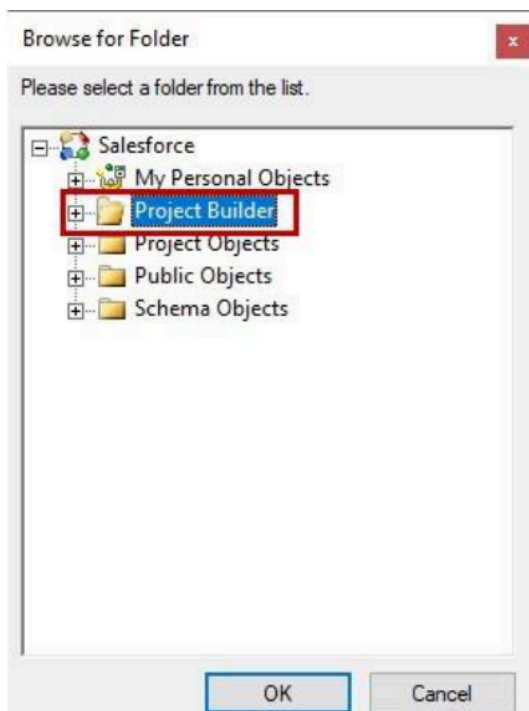 Browse for Folder
x
Please select a folder from the list.
Salesforce
My Personal Objects
Project Builder
Project Objects
Public Objects
Schema Objects
OK Cancel